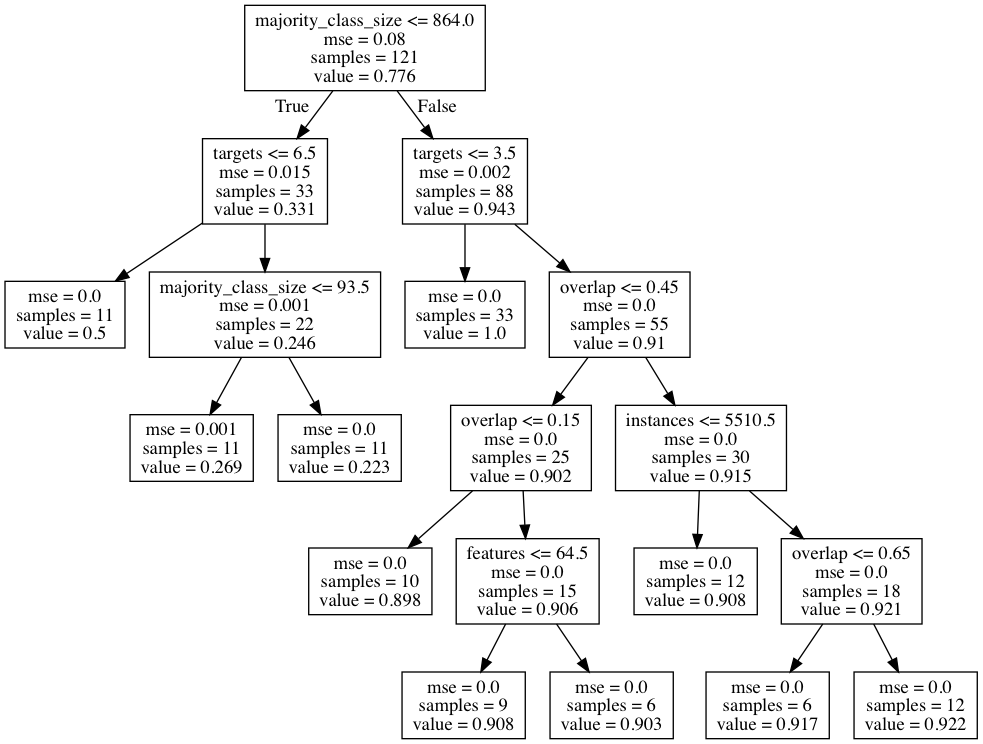 majority_class_size <= 864.0
mse = 0.08
samples = 121
value = 0.776
True
False
targets <= 6.5
mse = 0.015
samples = 33
value = 0.331
targets <= 3.5
mse = 0.002
samples = 88
value = 0.943
mse = 0.0
samples = 11
value = 0.5
majority_class_size <= 93.5
mse = 0.001
samples = 22
value = 0.246
mse = 0.0
samples = 33
value = 1.0
overlap <= 0.45
mse = 0.0
samples = 55
value = 0.91
mse = 0.001
samples = 11
value = 0.269
mse = 0.0
samples = 11
value = 0.223
overlap <= 0.15
mse = 0.0
samples = 25
value = 0.902
instances <= 5510.5
mse = 0.0
samples = 30
value = 0.915
mse = 0.0
samples = 10
value = 0.898
features <= 64.5
mse = 0.0
samples = 15
value = 0.906
mse = 0.0
samples = 12
value = 0.908
overlap <= 0.65
mse = 0.0
samples = 18
value = 0.921
mse = 0.0
samples = 9
value = 0.908
mse = 0.0
samples = 6
value = 0.903
mse = 0.0
samples = 6
value = 0.917
mse = 0.0
samples = 12
value = 0.922